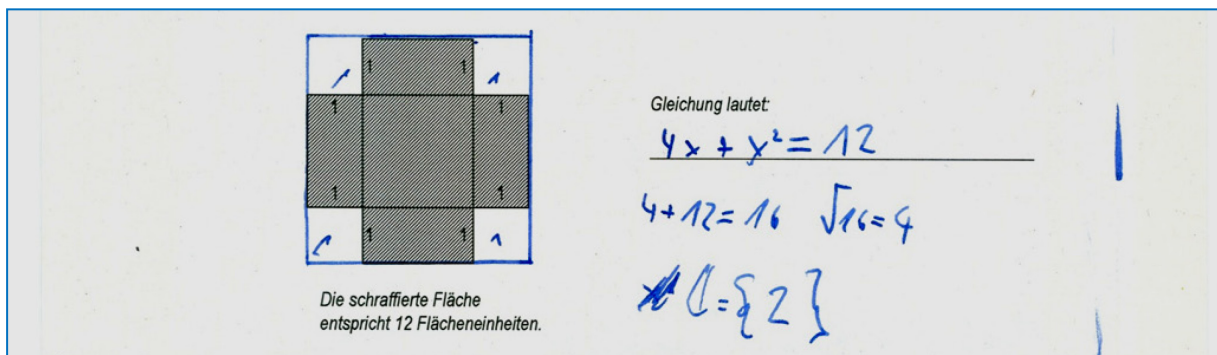 1 1 1 1
1 1
Gleichung lautet:
4x + x² = 12
1 1
4+12=16 √16=4
1 1 1 1
L={2}
Die schraffierte Fläche
entspricht 12 Flächeneinheiten.